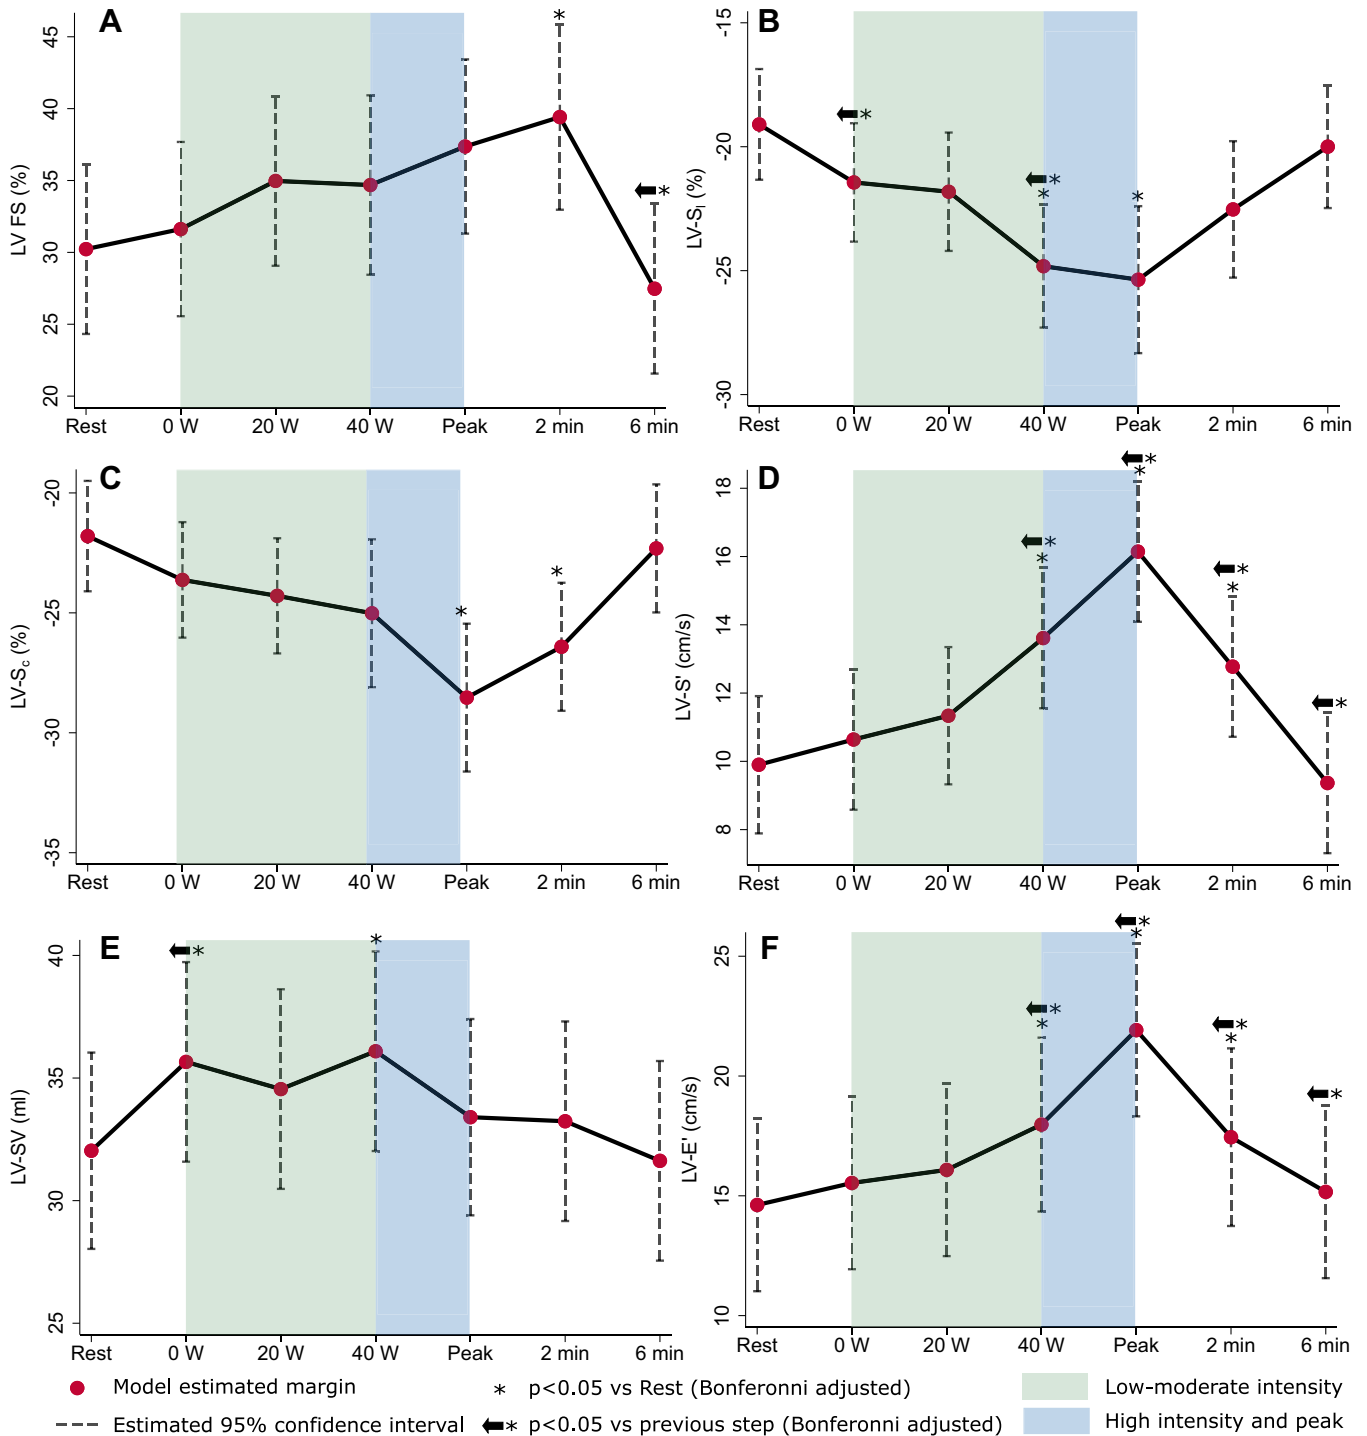 A
LV FS (%)
45
40
35
30
25
20
*
*
Rest 0 W 20 W 40 W Peak 2 min 6 min
B
LV-Sl (%)
-15
-20
-25
-30
*
*
*
*
Rest 0 W 20 W 40 W Peak 2 min 6 min
C
LV-Sc (%)
-20
-25
-30
-35
*
*
Rest 0 W 20 W 40 W Peak 2 min 6 min
D
LV-S' (cm/s)
18
16
14
12
10
8
*
*
*
*
*
*
*
Rest 0 W 20 W 40 W Peak 2 min 6 min
E
LV-SV (ml)
40
35
30
25
*
*
Rest 0 W 20 W 40 W Peak 2 min 6 min
F
LV-E' (cm/s)
25
20
15
10
*
*
*
*
*
*
*
Rest 0 W 20 W 40 W Peak 2 min 6 min
Model estimated margin
* p<0.05 vs Rest (Bonferonni adjusted)
Low-moderate intensity
Estimated 95% confidence interval
* p<0.05 vs previous step (Bonferonni adjusted)
High intensity and peak